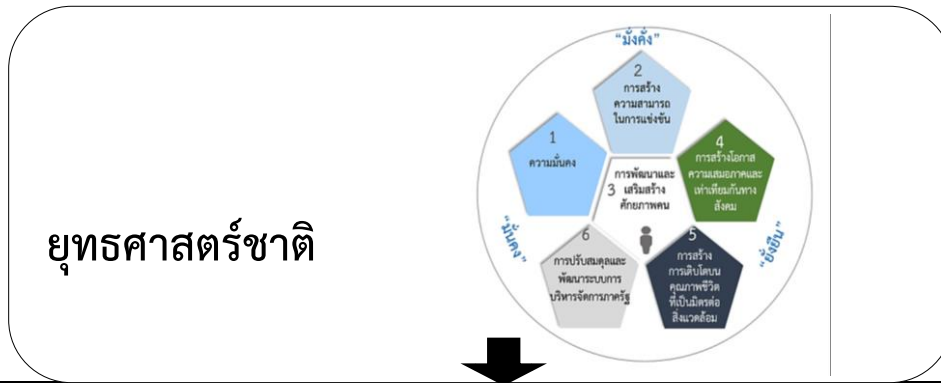 ยุทธศาสตร์ชาติ
“มั่งคั่ง”
2
การสร้าง
ความสามารถ
ในการแข่งขัน
1
ความมั่นคง
4
การสร้างโอกาส
ความเสมอภาคและ
เท่าเทียมกันทาง
สังคม
การพัฒนาและ
3 เสริมสร้าง
ศักยภาพคน
“มั่นคง”
“ยั่งยืน”
6
การปรับสมดุลและ
พัฒนาระบบการ
บริหารจัดการภาครัฐ
5
การสร้าง
การเติบโตบน
คุณภาพชีวิต
ที่เป็นมิตรต่อ
สิ่งแวดล้อม